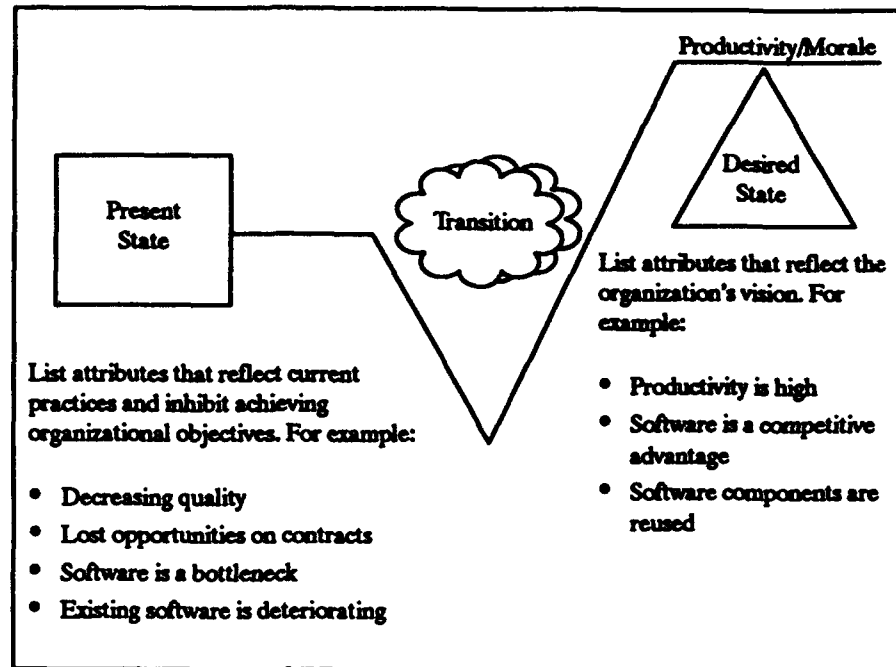 Productivity/Morale
Present
State
Transition
Desired
State
List attributes that reflect current
practices and inhibit achieving
organizational objectives. For example:
• Decreasing quality
• Lost opportunities on contracts
• Software is a bottleneck
• Existing software is deteriorating
List attributes that reflect the
organization's vision. For
example:
• Productivity is high
• Software is a competitive
advantage
• Software components are
reused